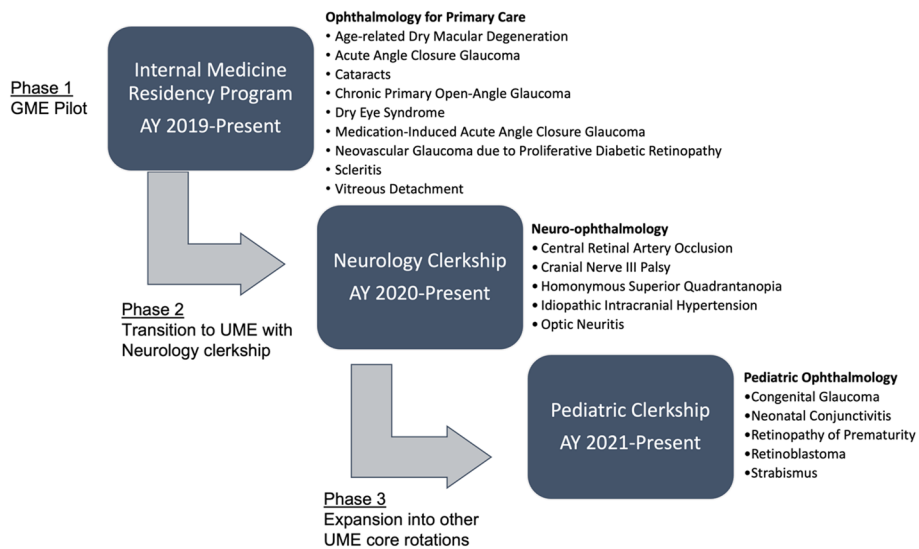 Phase 1
GME Pilot
Internal Medicine
Residency Program
AY 2019-Present
Ophthalmology for Primary Care
• Age-related Dry Macular Degeneration
• Acute Angle Closure Glaucoma
• Cataracts
• Chronic Primary Open-Angle Glaucoma
• Dry Eye Syndrome
• Medication-Induced Acute Angle Closure Glaucoma
• Neovascular Glaucoma due to Proliferative Diabetic Retinopathy
• Scleritis
• Vitreous Detachment
Phase 2
Transition to UME with
Neurology clerkship
Neurology Clerkship
AY 2020-Present
Neuro-ophthalmology
•Central Retinal Artery Occlusion
•Cranial Nerve III Palsy
•Homonymous Superior Quadrantanopia
•Idiopathic Intracranial Hypertension
•Optic Neuritis
Phase 3
Expansion into other
UME core rotations
Pediatric Clerkship
AY 2021-Present
Pediatric Ophthalmology
•Congenital Glaucoma
•Neonatal Conjunctivitis
•Retinopathy of Prematurity
•Retinoblastoma
•Strabismus